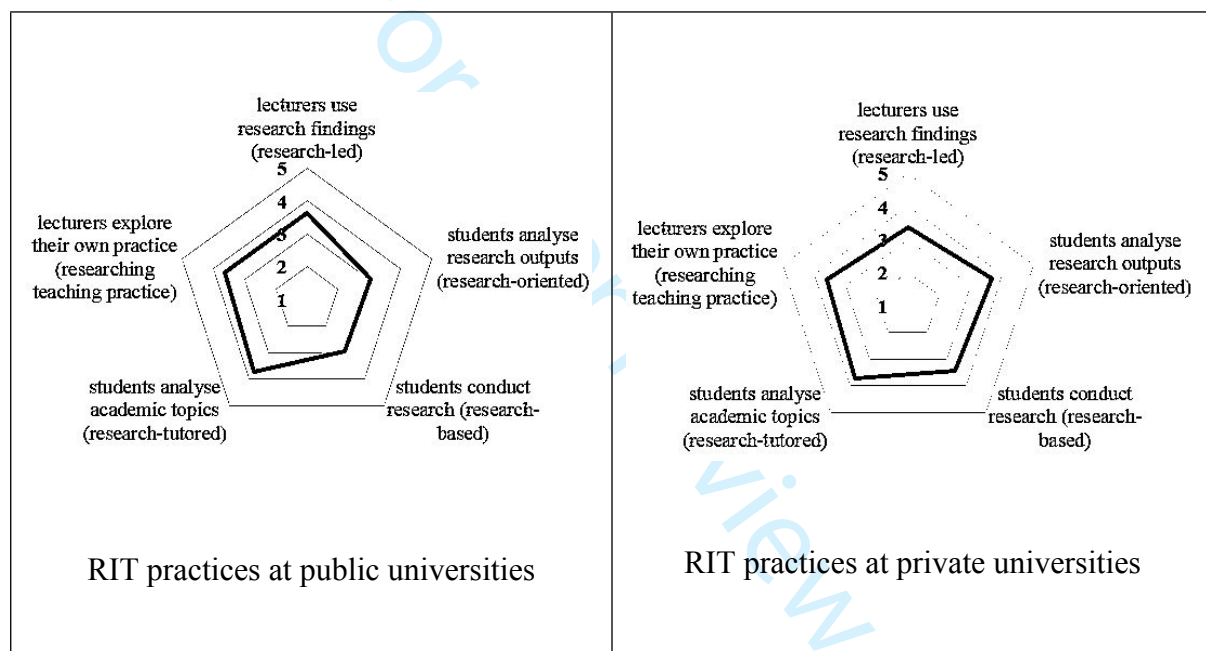 lecturers use
research findings
(research-led)
5
4
3
2
1
lecturers explore
their own practice
(researching
teaching practice)
students analyse
research outputs
(research-oriented)
students analyse
academic topics
(research-tutored)
students conduct
research (research-
based)
RIT practices at public universities
lecturers use
research findings
(research-led)
5
4
3
2
1
lecturers explore
their own practice
(researching
teaching practice)
students analyse
research outputs
(research-oriented)
students analyse
academic topics
(research-tutored)
students conduct
research (research-
based)
RIT practices at private universities
or
view